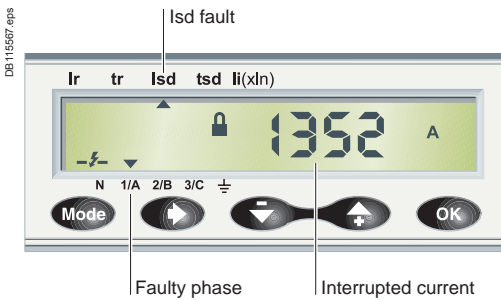 DB115567.eps
Isd fault
Ir tr Isd tsd Ii(xIn)
1352 A
N 1/A 2/B 3/C
Mode OK
Faulty phase Interrupted current